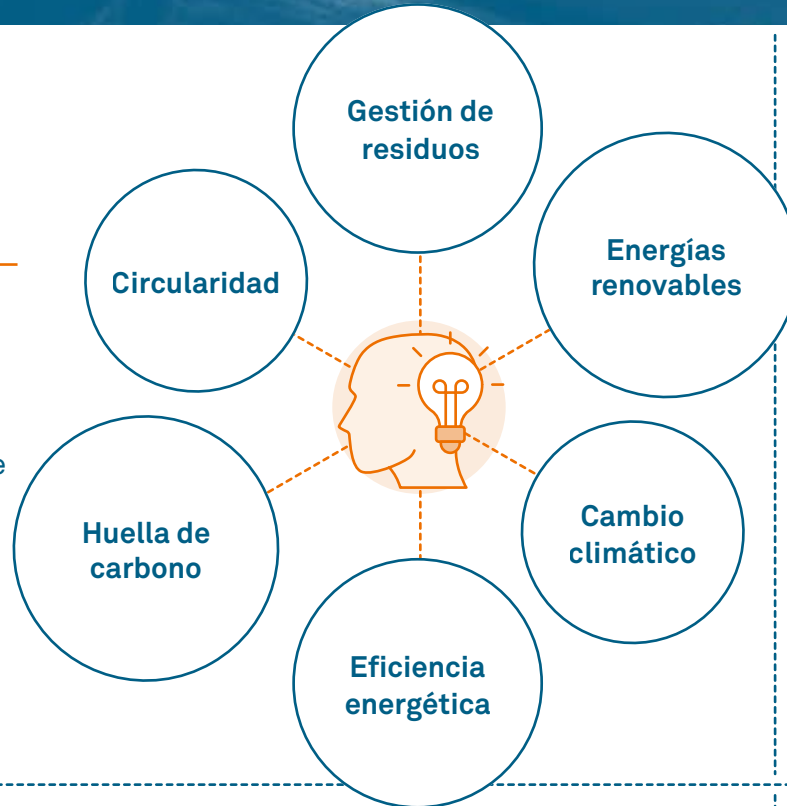 Gestión de
residuos
Energías
renovables
Circularidad
e
Cambio
climático
Huella de
carbono
Eficiencia
energética